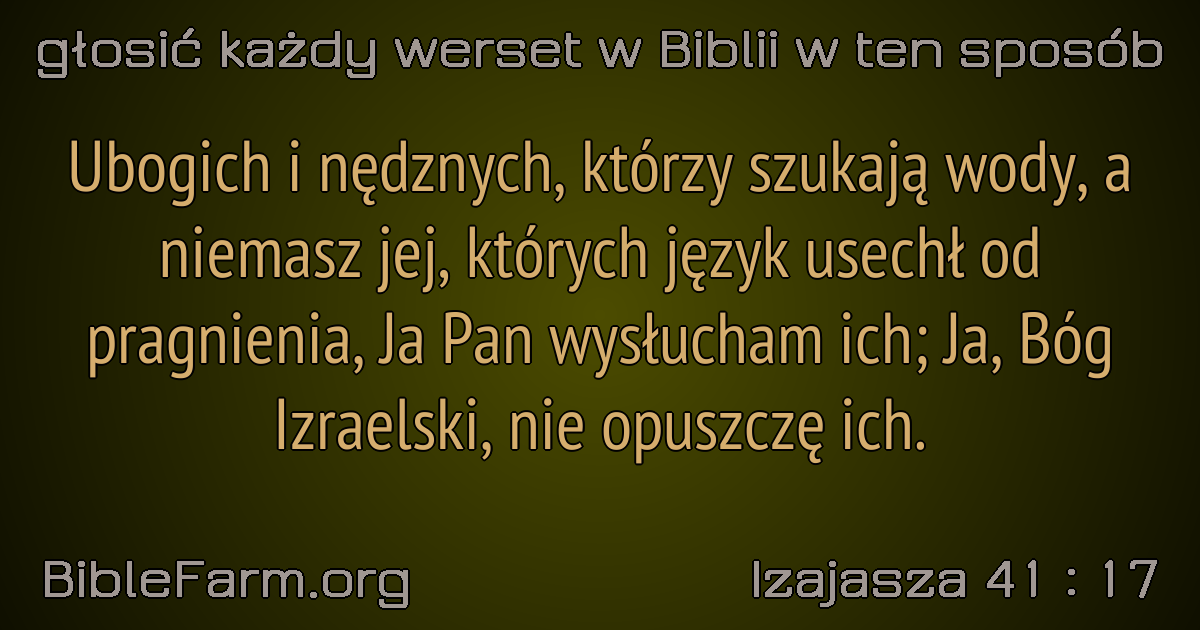 głosić każdy werset w Biblii w ten sposób
Ubogich i nędznych, którzy szukają wody, a
niemasz jej, których język usechł od
pragnienia, Ja Pan wysłucham ich; Ja, Bóg
Izraelski, nie opuszczę ich.
BibleFarm.org
Izajasza 41 : 17